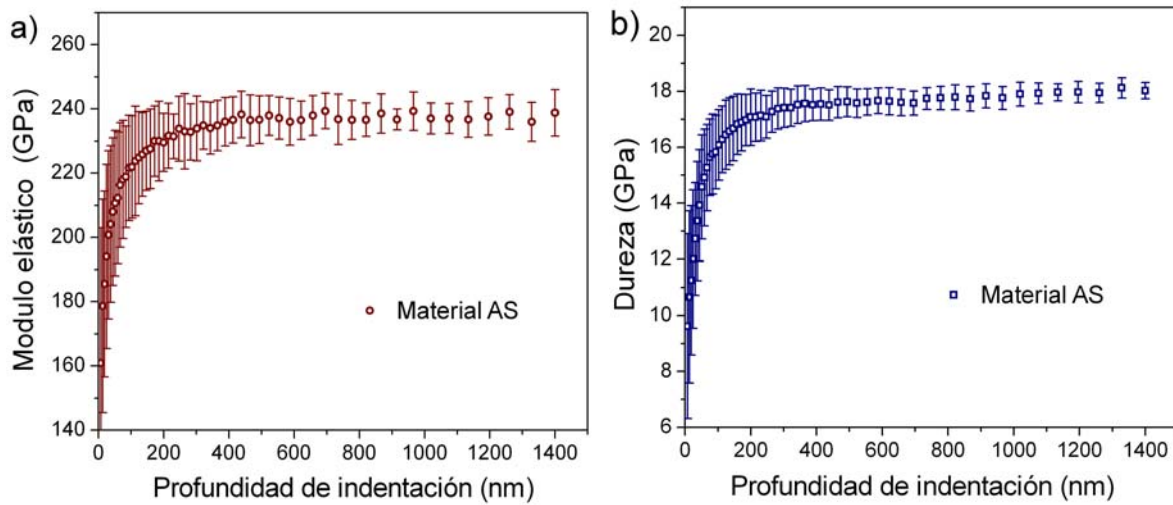 a)
Modulo elástico (GPa)
260
240
220
200
180
160
140
0 200 400 600 800 1000 1200 1400
Profundidad de indentación (nm)
Material AS
b)
Dureza (GPa)
20
18
16
14
12
10
8
6
0 200 400 600 800 1000 1200 1400
Profundidad de indentación (nm)
Material AS